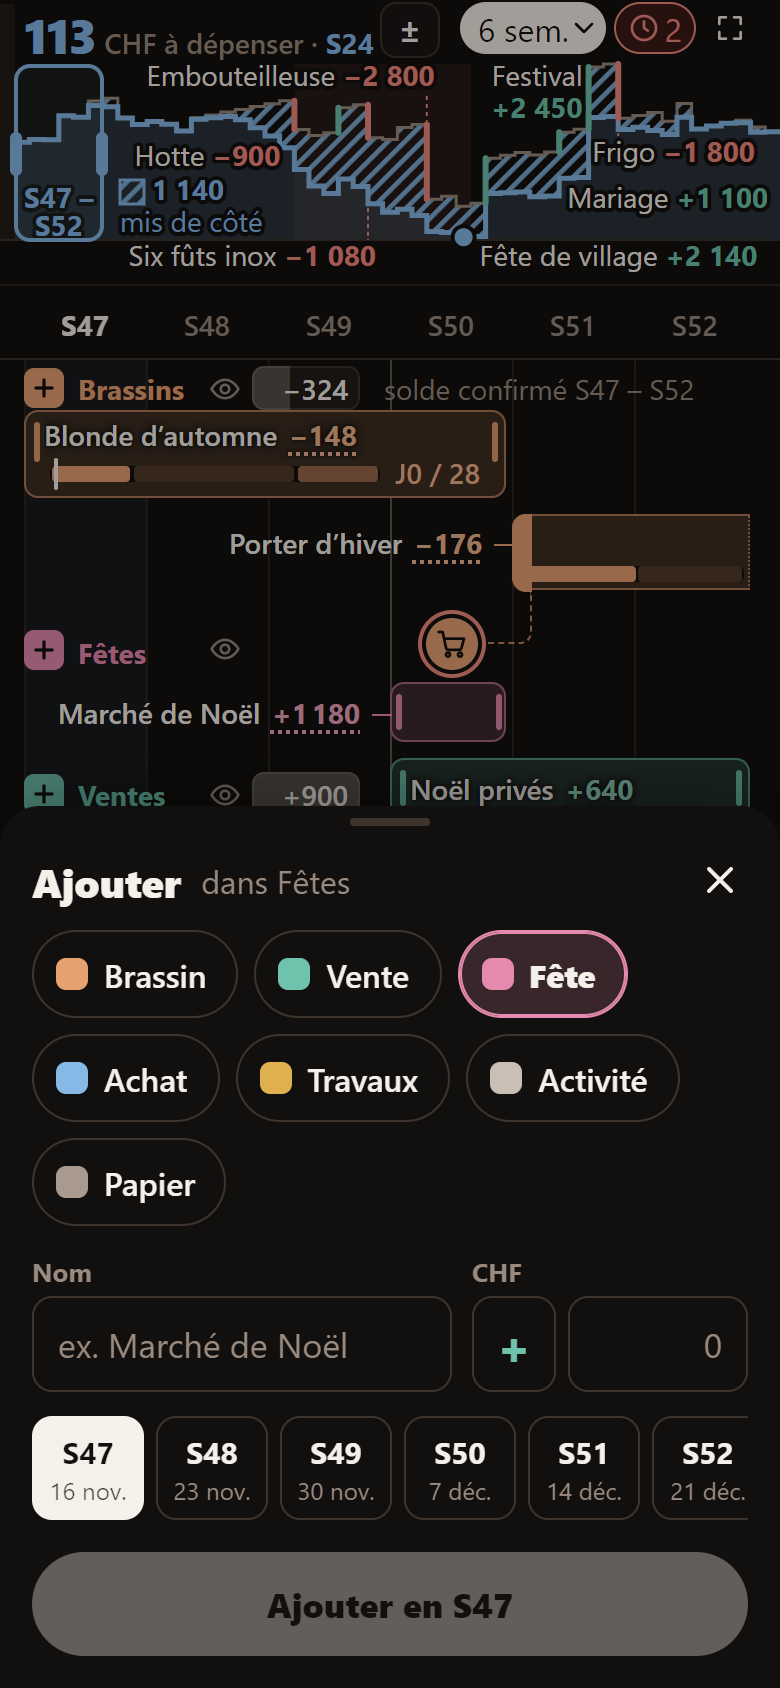 113 CHF à dépenser · S24 ± 6 sem. 2
Embouteilleuse −2 800
Festival
+2 450
Hotte −900
Frigo −1 800
S47 –
S52
1 140
mis de côté
Mariage +1 100
Six fûts inox −1 080
Fête de village +2 140
S47 S48 S49 S50 S51 S52
Brassins −324 solde confirmé S47 – S52
Blonde d’automne −148
J0 / 28
Porter d’hiver −176
Fêtes
Marché de Noël +1 180
Ventes +900 Noël privés +640
Ajouter dans Fêtes
Brassin Vente Fête
Achat Travaux Activité
Papier
Nom CHF
ex. Marché de Noël + 0
S47 S48 S49 S50 S51 S52
16 nov. 23 nov. 30 nov. 7 déc. 14 déc. 21 déc.
Ajouter en S47